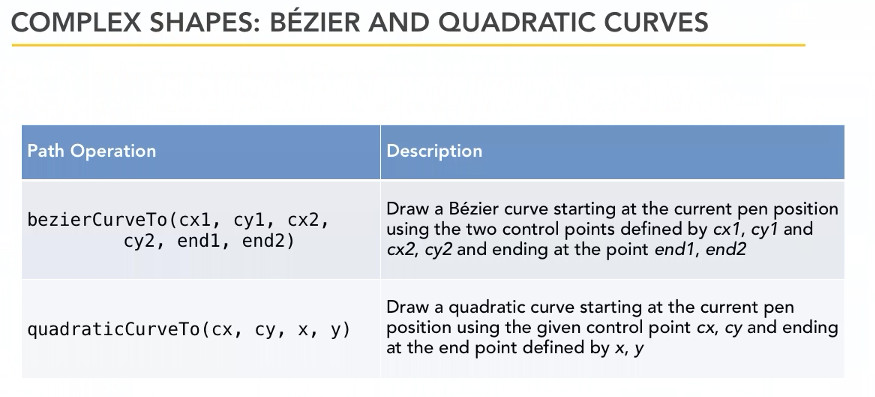 COMPLEX SHAPES: BÉZIER AND QUADRATIC CURVES
Path Operation
Description
bezierCurveTo(cx1, cy1, cx2,
cy2, end1, end2)
Draw a Bézier curve starting at the current pen position
using the two control points defined by cx1, cy1 and
cx2, cy2 and ending at the point end1, end2
quadraticCurveTo(cx, cy, x, y)
Draw a quadratic curve starting at the current pen
position using the given control point cx, cy and ending
at the end point defined by x, y